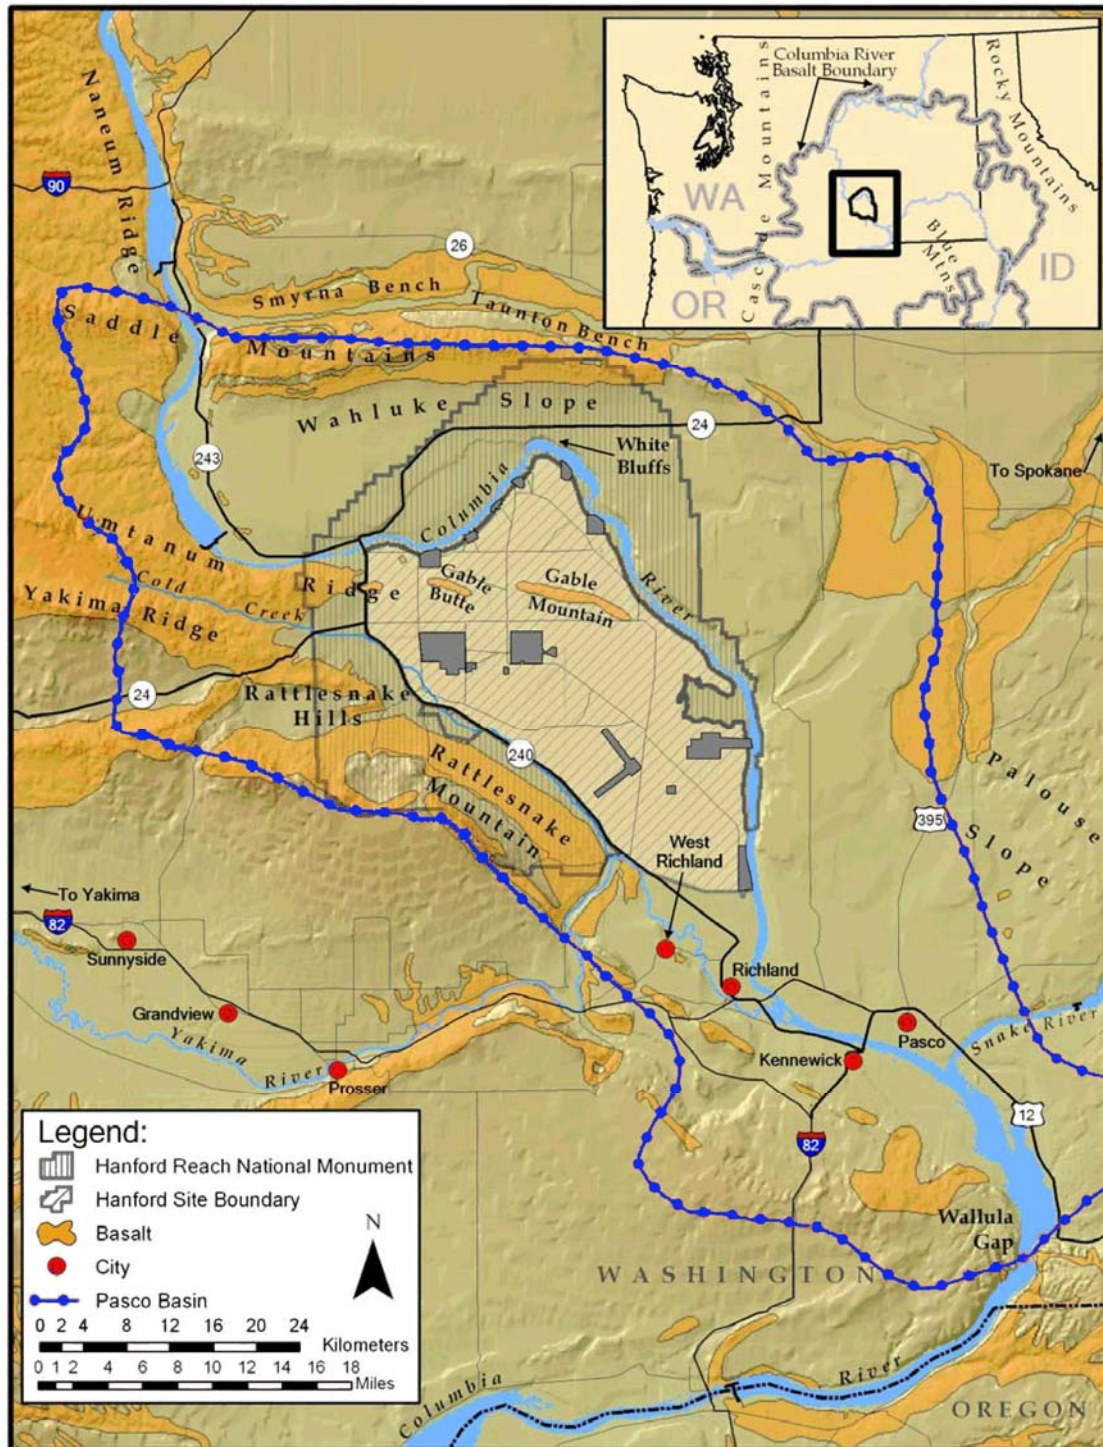 Columbia River
Basalt Boundary
Cascade Mountains
Rocky Mountains
WA
OR
ID
Blue
Mtns
Naneum Ridge
90
26
Smyrna Bench
Taunton Bench
Saddle
Mountains
Wahluke Slope
24
White
Bluffs
To Spokane
243
Columbia
River
Umtanum
Ridge
Cold
Creek
Yakima Ridge
Gable
Butte
Gable
Mountain
24
Rattlesnake
Hills
240
Rattlesnake
Mountain
Palouse
Slope
395
West
Richland
To Yakima
82
Sunnyside
Richland
Grandview
Yakima
River
Prosser
Pasco
Snake River
Kennewick
12
82
Wallula
Gap
WASHINGTON
Columbia
River
OREGON
Legend:
Hanford Reach National Monument
Hanford Site Boundary
Basalt
City
Pasco Basin
N
0 2 4 8 12 16 20 24
Kilometers
0 1 2 4 6 8 10 12 14 16 18
Miles